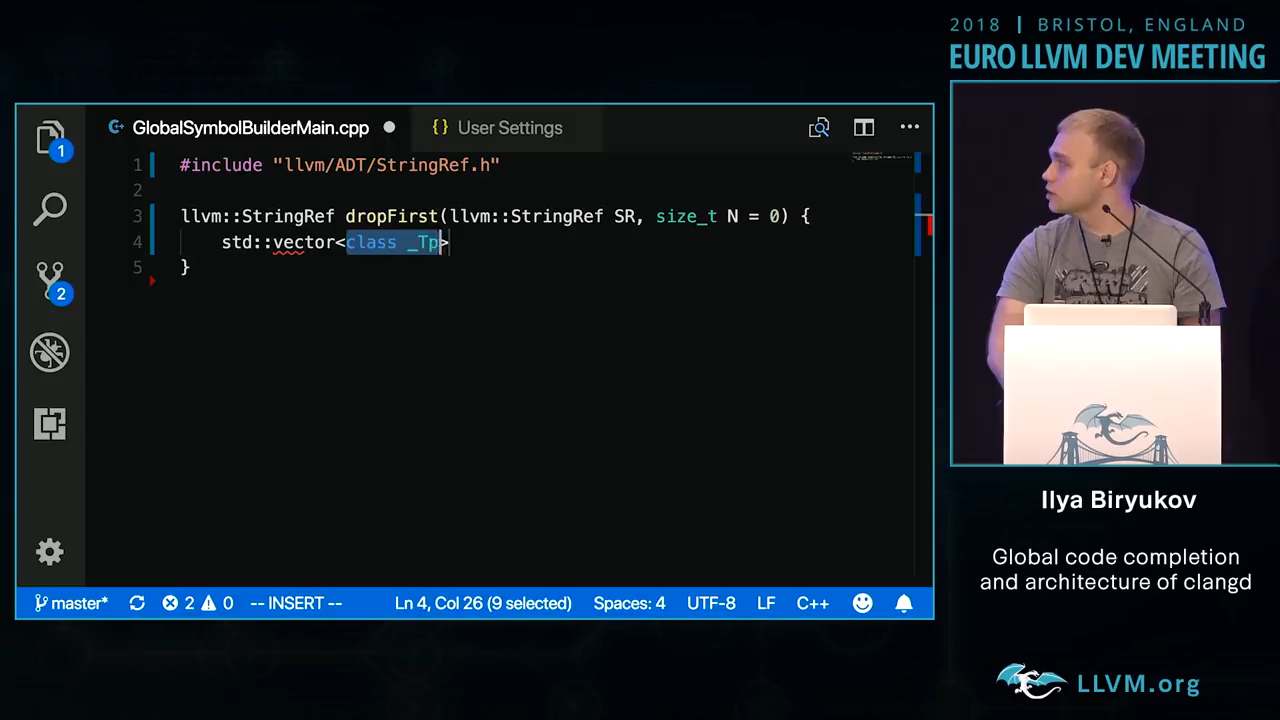 2018 | BRISTOL, ENGLAND
EURO LLVM DEV MEETING
GlobalSymbolBuilderMain.cpp
{} User Settings
1 #include "llvm/ADT/StringRef.h"
2
3 llvm::StringRef dropFirst(llvm::StringRef SR, size_t N = 0) {
4 std::vector<class _Tp>
5 }
1
2
master*
2 0
-- INSERT --
Ln 4, Col 26 (9 selected)
Spaces: 4
UTF-8
LF
C++
Ilya Biryukov
Global code completion
and architecture of clangd
LLVM.org